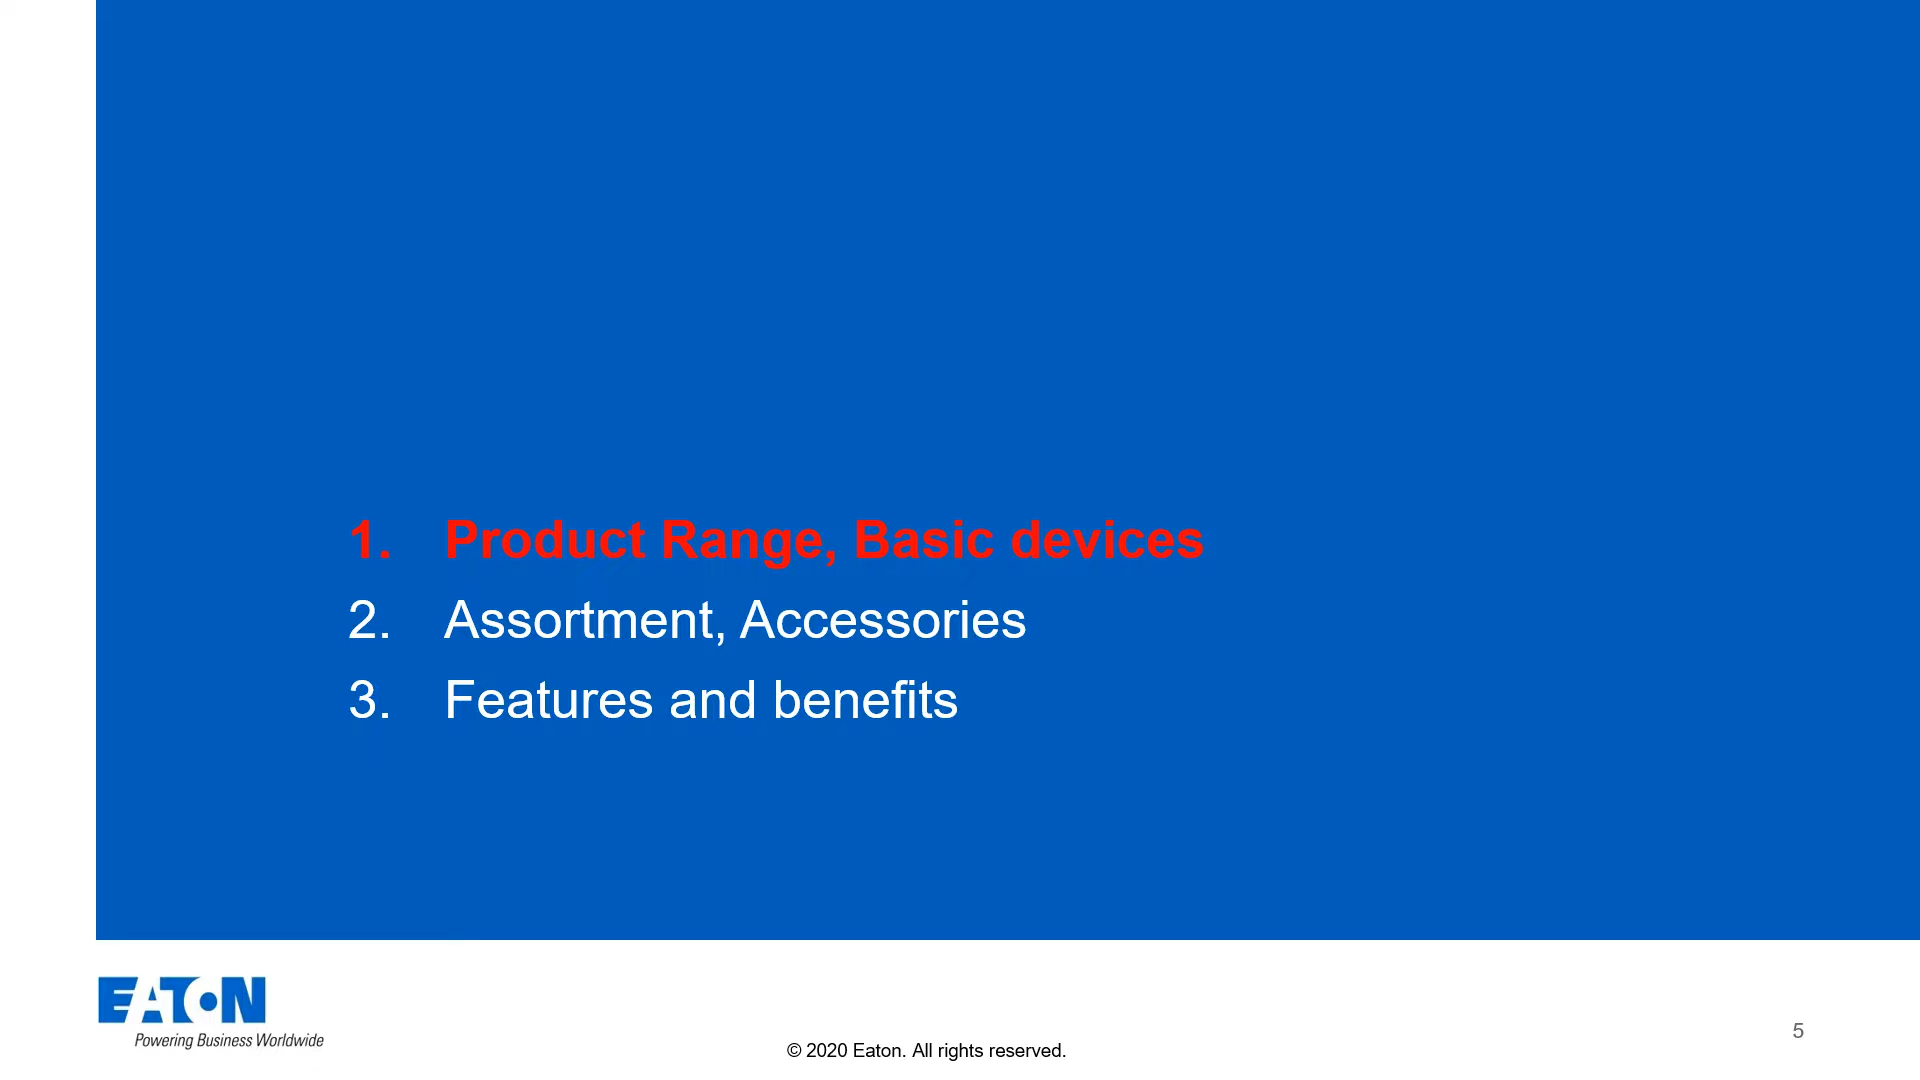 1. Product Range, Basic devices
2. Assortment, Accessories
3. Features and benefits
EATON
Powering Business Worldwide
© 2020 Eaton. All rights reserved.
5